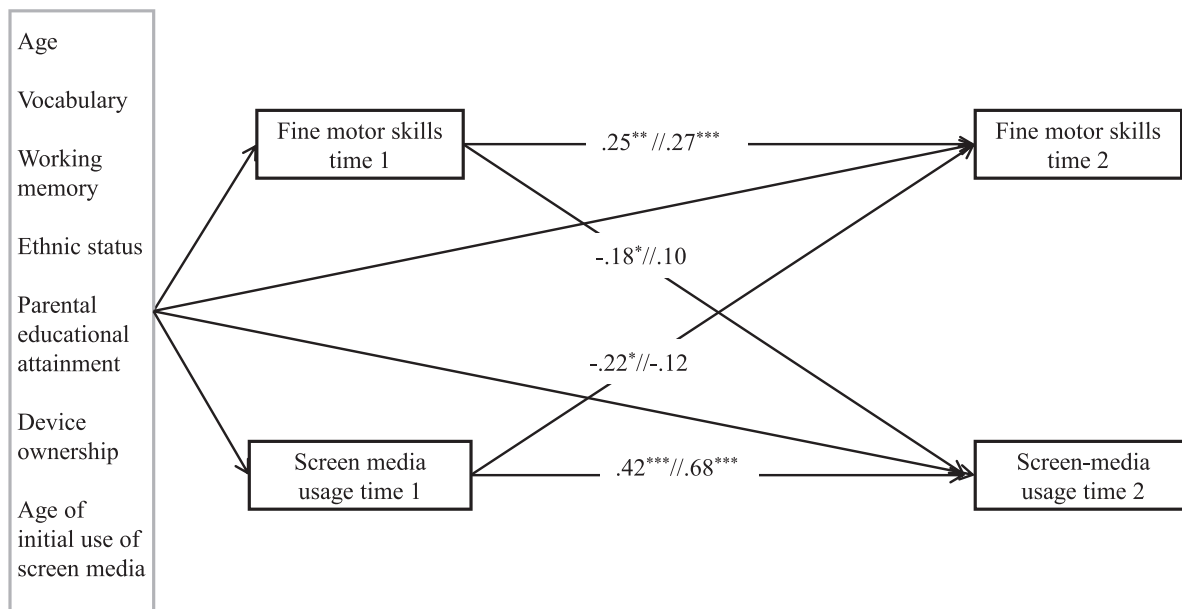 Age
Vocabulary
Working
memory
Ethnic status
Parental
educational
attainment
Device
ownership
Age of
initial use of
screen media
Fine motor skills
time 1
.25**//.27***
Fine motor skills
time 2
-.18*//.10
-.22*//-.12
Screen media
usage time 1
.42***//.68***
Screen-media
usage time 2